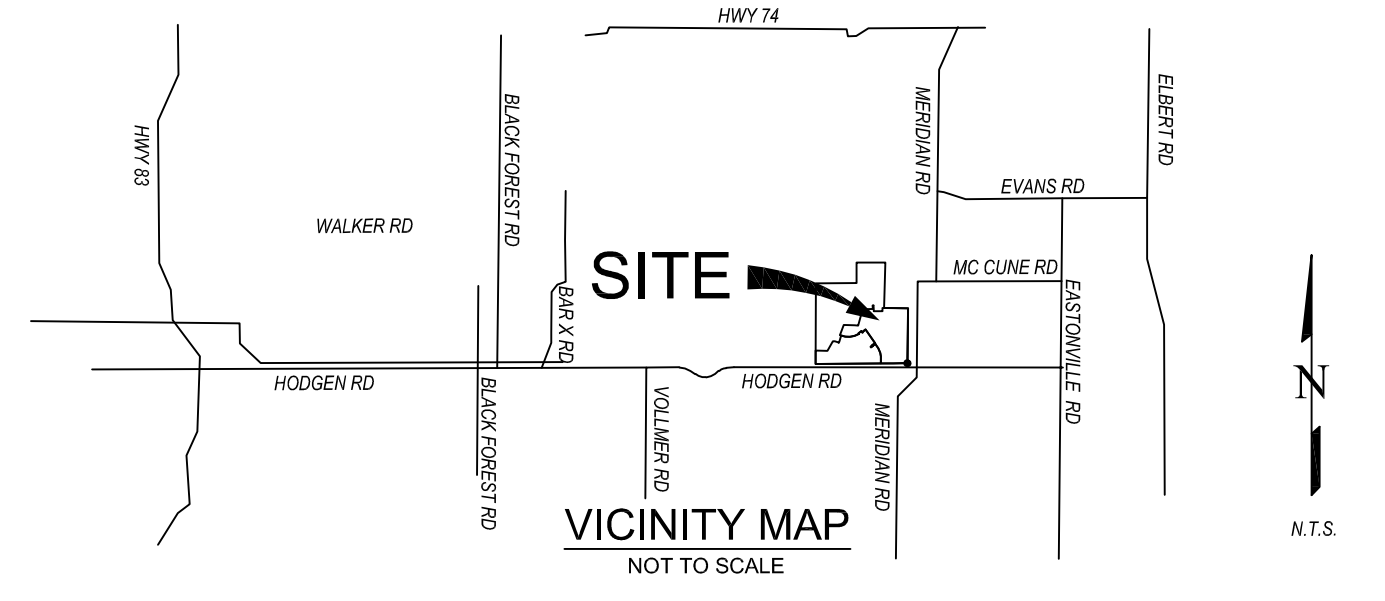 HWY 74
HWY 83
BLACK FOREST RD
MERIDIAN RD
ELBERT RD
EVANS RD
WALKER RD
SITE
MC CUNE RD
BAR X RD
EASTONVILLE RD
HODGEN RD
HODGEN RD
BLACK FOREST RD
VOLLMER RD
MERIDIAN RD
N
VICINITY MAP
NOT TO SCALE
N.T.S.